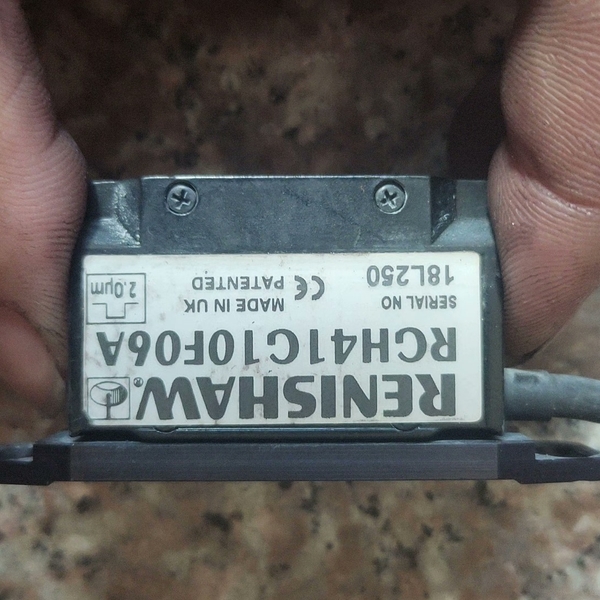 RENISHAW®
RCH41C10F06A
SERIAL NO
18L250
MADE IN UK
PATENTED
CE
2.0µm